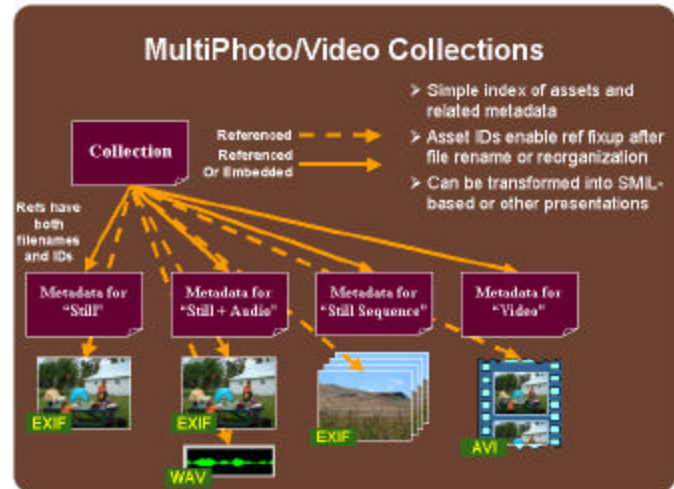 MultiPhoto/Video Collections
➢ Simple index of assets and
related metadata
➢ Asset IDs enable ref fixup after
file rename or reorganization
➢ Can be transformed into SMIL-
based or other presentations
Collection
Referenced
Referenced
Or Embedded
Refs have
both
filenames
and IDs
Metadata for
“Still”
Metadata for
“Still + Audio”
Metadata for
“Still Sequence”
Metadata for
“Video”
EXIF
EXIF
EXIF
AVI
WAV